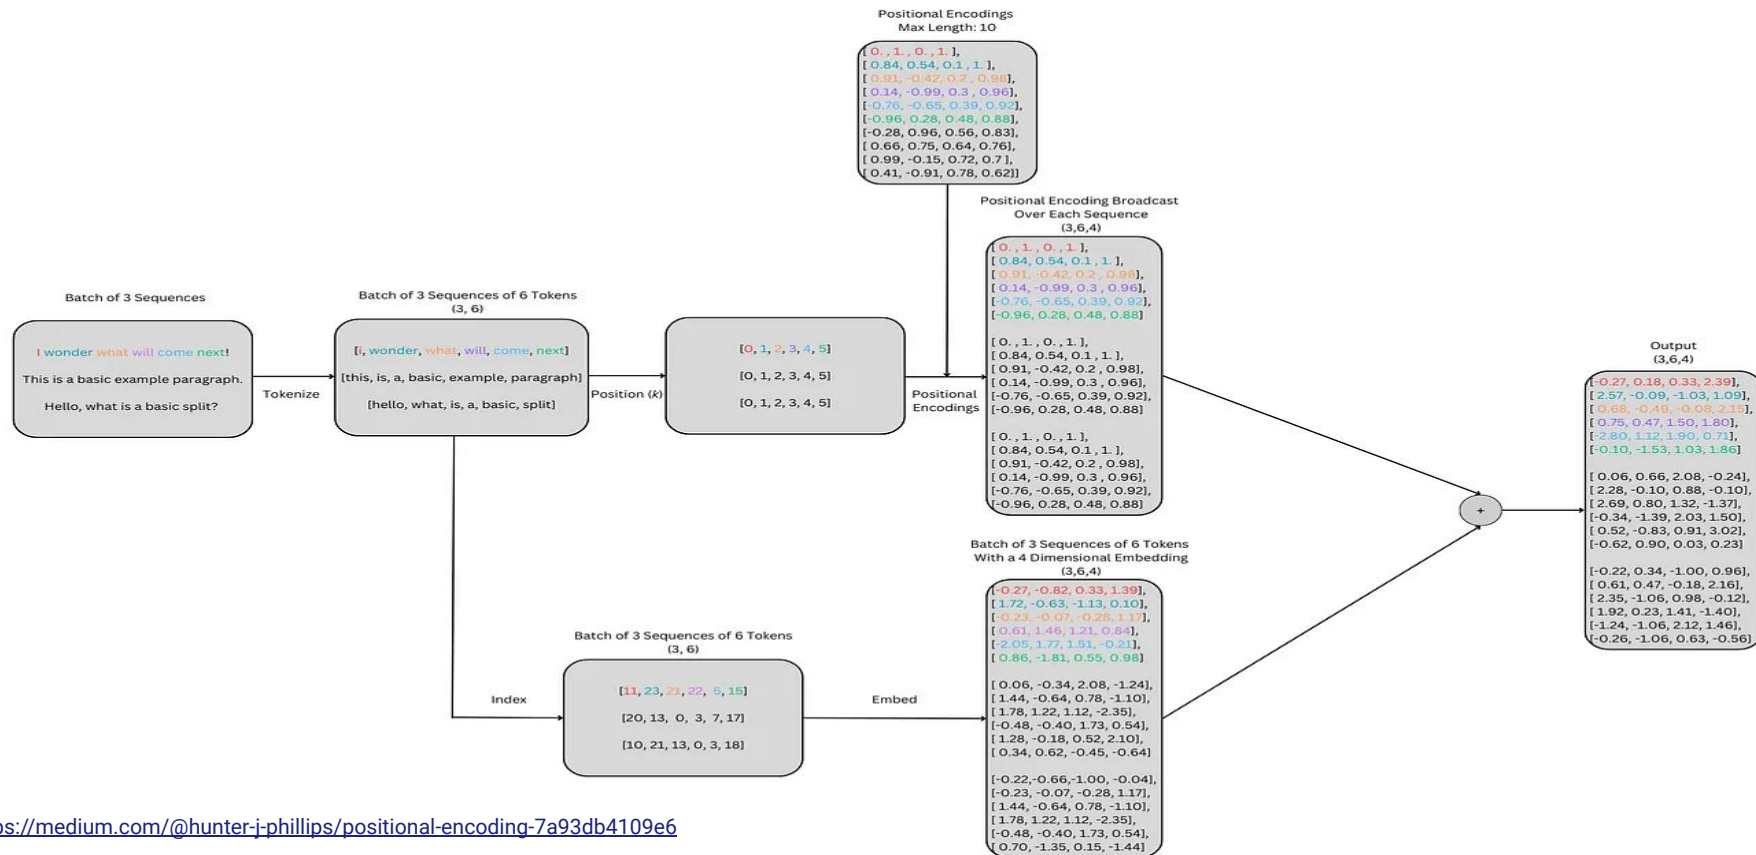 Positional Encodings
Max Length: 10
[ 0. , 1. , 0. , 1. ],
[ 0.84, 0.54, 0.1 , 1. ],
[ 0.91, -0.42, 0.2 , 0.98],
[ 0.14, -0.99, 0.3 , 0.96],
[-0.76, -0.65, 0.39, 0.92],
[-0.96, 0.28, 0.48, 0.88],
[-0.28, 0.96, 0.56, 0.83],
[ 0.66, 0.75, 0.64, 0.76],
[ 0.99, -0.15, 0.72, 0.7 ],
[ 0.41, -0.91, 0.78, 0.62]]
Batch of 3 Sequences
I wonder what will come next!
This is a basic example paragraph.
Hello, what is a basic split?
Tokenize
Batch of 3 Sequences of 6 Tokens
(3, 6)
[i, wonder, what, will, come, next]
[this, is, a, basic, example, paragraph]
[hello, what, is, a, basic, split]
Position (k)
[0, 1, 2, 3, 4, 5]
[0, 1, 2, 3, 4, 5]
[0, 1, 2, 3, 4, 5]
Positional
Encodings
Positional Encoding Broadcast
Over Each Sequence
(3,6,4)
[ 0. , 1. , 0. , 1. ],
[ 0.84, 0.54, 0.1 , 1. ],
[ 0.91, -0.42, 0.2 , 0.98],
[ 0.14, -0.99, 0.3 , 0.96],
[-0.76, -0.65, 0.39, 0.92],
[-0.96, 0.28, 0.48, 0.88]
[ 0. , 1. , 0. , 1. ],
[ 0.84, 0.54, 0.1 , 1. ],
[ 0.91, -0.42, 0.2 , 0.98],
[ 0.14, -0.99, 0.3 , 0.96],
[-0.76, -0.65, 0.39, 0.92],
[-0.96, 0.28, 0.48, 0.88]
[ 0. , 1. , 0. , 1. ],
[ 0.84, 0.54, 0.1 , 1. ],
[ 0.91, -0.42, 0.2 , 0.98],
[ 0.14, -0.99, 0.3 , 0.96],
[-0.76, -0.65, 0.39, 0.92],
[-0.96, 0.28, 0.48, 0.88]
Index
Batch of 3 Sequences of 6 Tokens
(3, 6)
[11, 23, 21, 22, 5, 15]
[20, 13, 0, 3, 7, 17]
[10, 21, 13, 0, 3, 18]
Embed
Batch of 3 Sequences of 6 Tokens
With a 4 Dimensional Embedding
(3,6,4)
[-0.27, -0.82, 0.33, 1.39],
[ 1.72, -0.63, -1.13, 0.10],
[-0.23, -0.07, -0.28, 1.17],
[ 0.61, 1.46, 1.21, 0.84],
[-2.05, 1.77, 1.51, -0.21],
[ 0.86, -1.81, 0.55, 0.98]
[ 0.06, -0.34, 2.08, -1.24],
[ 1.44, -0.64, 0.78, -1.10],
[ 1.78, 1.22, 1.12, -2.35],
[-0.48, -0.40, 1.73, 0.54],
[ 1.28, -0.18, 0.52, 2.10],
[ 0.34, 0.62, -0.45, -0.64]
[-0.22,-0.66,-1.00, -0.04],
[-0.23, -0.07, -0.28, 1.17],
[ 1.44, -0.64, 0.78, -1.10],
[ 1.78, 1.22, 1.12, -2.35],
[-0.48, -0.40, 1.73, 0.54],
[ 0.70, -1.35, 0.15, -1.44]
+
Output
(3,6,4)
[-0.27, 0.18, 0.33, 2.39],
[ 2.57, -0.09, -1.03, 1.09],
[ 0.68, -0.49, -0.08, 2.15],
[ 0.75, 0.47, 1.50, 1.80],
[-2.80, 1.12, 1.90, 0.71],
[-0.10, -1.53, 1.03, 1.86]
[ 0.06, 0.66, 2.08, -0.24],
[ 2.28, -0.10, 0.88, -0.10],
[ 2.69, 0.80, 1.32, -1.37],
[-0.34, -1.39, 2.03, 1.50],
[ 0.52, -0.83, 0.91, 3.02],
[-0.62, 0.90, 0.03, 0.23]
[-0.22, 0.34, -1.00, 0.96],
[ 0.61, 0.47, -0.18, 2.16],
[ 2.35, -1.06, 0.98, -0.12],
[ 1.92, 0.23, 1.41, -1.40],
[-1.24, -1.06, 2.12, 1.46],
[-0.26, -1.06, 0.63, -0.56]
ps://medium.com/@hunter-j-phillips/positional-encoding-7a93db4109e6